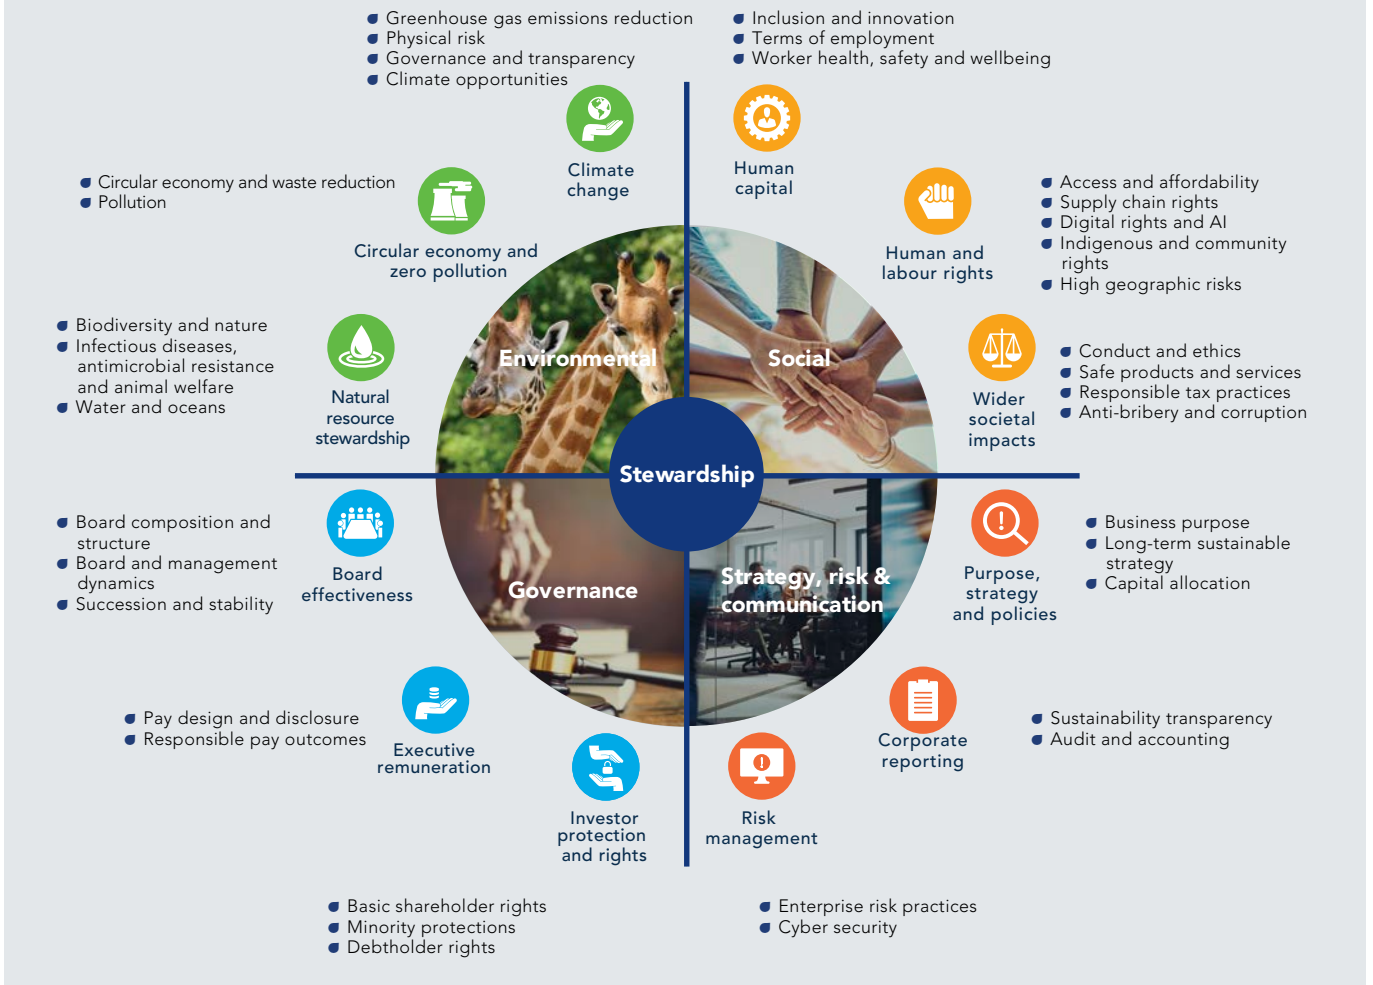 Greenhouse gas emissions reduction
Physical risk
Governance and transparency
Climate opportunities
Climate
change
Inclusion and innovation
Terms of employment
Worker health, safety and wellbeing
Human
capital
Circular economy and waste reduction
Pollution
Circular economy and
zero pollution
Human and
labour rights
Access and affordability
Supply chain rights
Digital rights and AI
Indigenous and community
rights
High geographic risks
Biodiversity and nature
Infectious diseases,
antimicrobial resistance
and animal welfare
Water and oceans
Natural
resource
stewardship
Environmental
Social
Wider
societal
impacts
Conduct and ethics
Safe products and services
Responsible tax practices
Anti-bribery and corruption
Stewardship
Board composition and
structure
Board and management
dynamics
Succession and stability
Board
effectiveness
Governance
Strategy, risk &
communication
Purpose,
strategy
and policies
Business purpose
Long-term sustainable
strategy
Capital allocation
Pay design and disclosure
Responsible pay outcomes
Executive
remuneration
Corporate
reporting
Sustainability transparency
Audit and accounting
Investor
protection
and rights
Risk
management
Basic shareholder rights
Minority protections
Debtholder rights
Enterprise risk practices
Cyber security